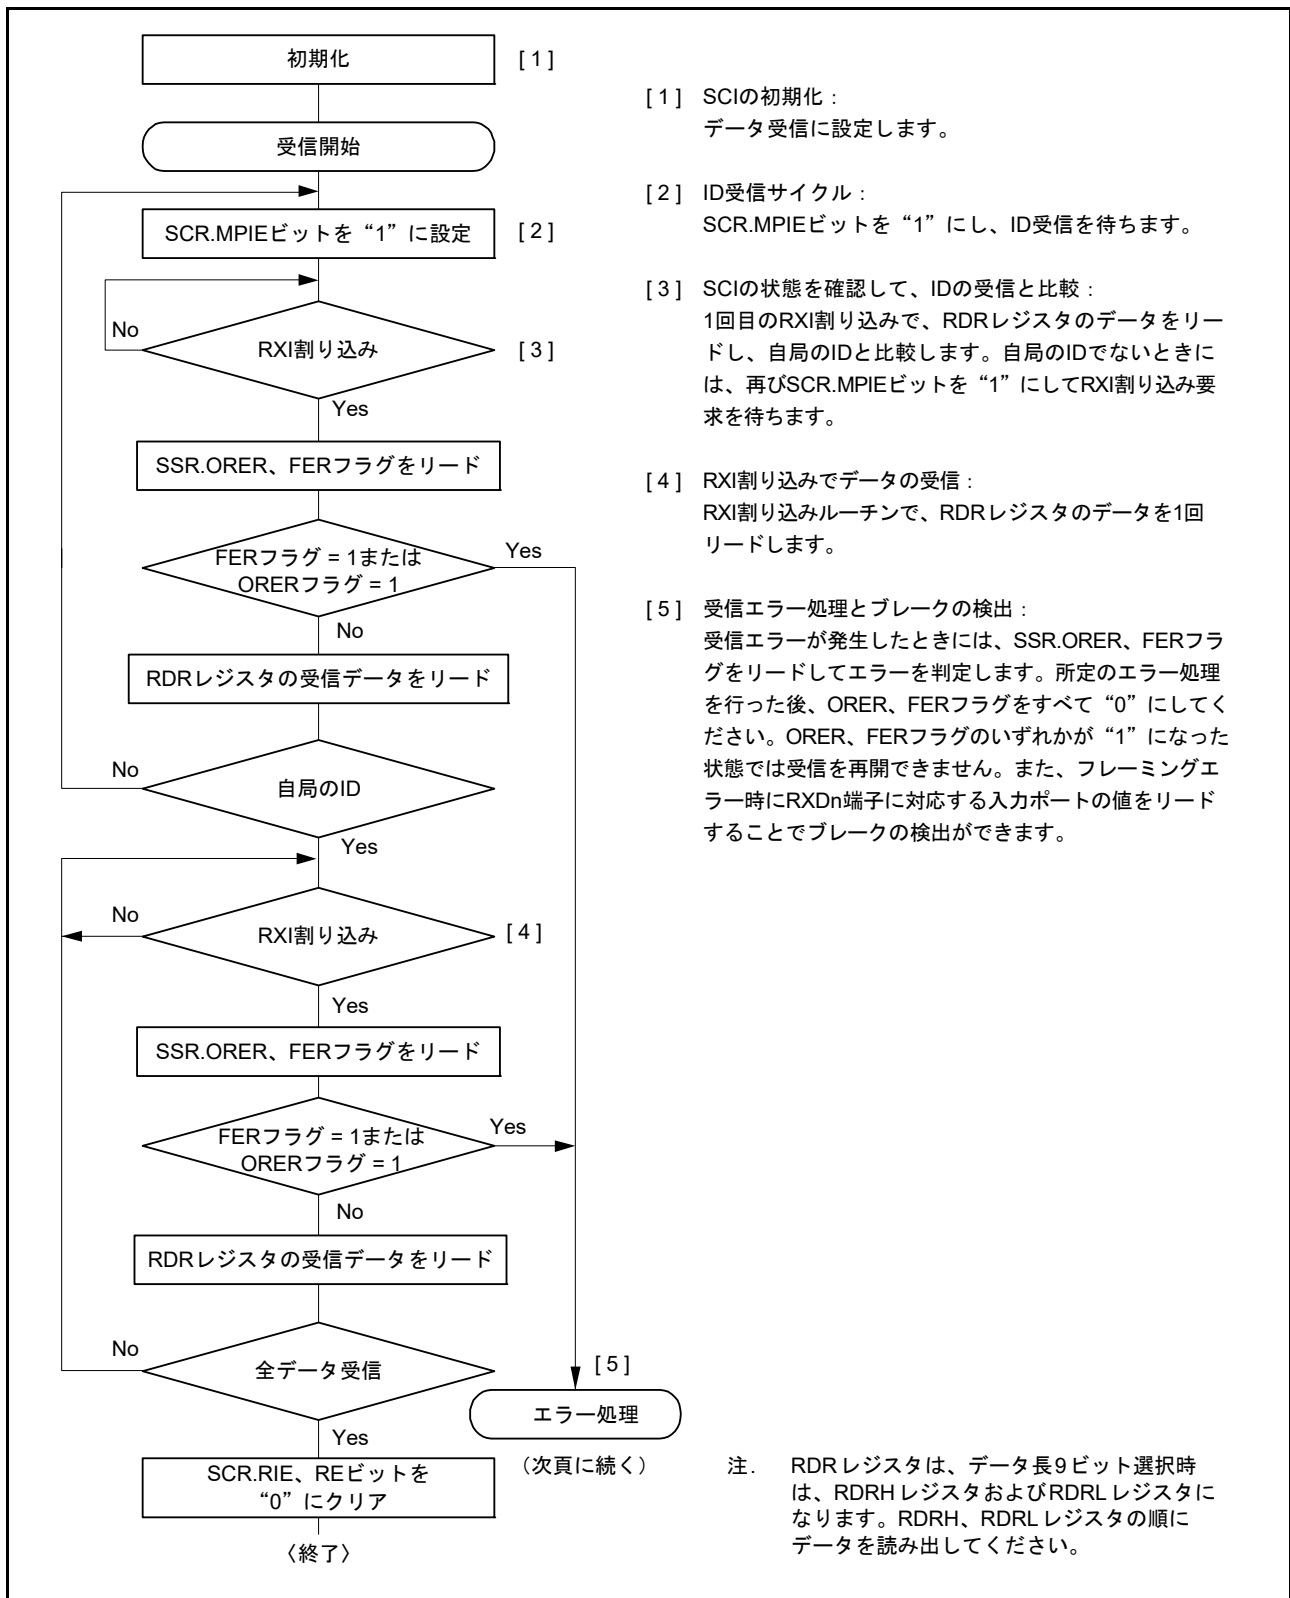 初期化
[ 1 ]
受信開始
SCR.MPIEビットを“1”に設定
[ 2 ]
No
RXI割り込み
[ 3 ]
Yes
SSR.ORER、FERフラグをリード
FERフラグ = 1または
ORERフラグ = 1
Yes
No
RDRレジスタの受信データをリード
No
自局のID
Yes
No
RXI割り込み
[ 4 ]
Yes
SSR.ORER、FERフラグをリード
FERフラグ = 1または
ORERフラグ = 1
Yes
No
RDRレジスタの受信データをリード
No
全データ受信
[ 5 ]
エラー処理
Yes
(次頁に続く)
SCR.RIE、REビットを
“0”にクリア
〈終了〉
[ 1 ] SCIの初期化：
データ受信に設定します。
[ 2 ] ID受信サイクル：
SCR.MPIEビットを“1”にし、ID受信を待ちます。
[ 3 ] SCIの状態を確認して、IDの受信と比較：
1回目のRXI割り込みで、RDRレジスタのデータをリー
ドし、自局のIDと比較します。自局のIDでないときに
は、再びSCR.MPIEビットを“1”にしてRXI割り込み要
求を待ちます。
[ 4 ] RXI割り込みでデータの受信：
RXI割り込みルーチンで、RDRレジスタのデータを1回
リードします。
[ 5 ] 受信エラー処理とブレークの検出：
受信エラーが発生したときには、SSR.ORER、FERフラ
グをリードしてエラーを判定します。所定のエラー処理
を行った後、ORER、FERフラグをすべて“0”にしてく
ださい。ORER、FERフラグのいずれかが“1”になった
状態では受信を再開できません。また、フレーミングエ
ラー時にRXDn端子に対応する入力ポートの値をリード
することでブレークの検出ができます。
注. RDRレジスタは、データ長9ビット選択時
は、RDRHレジスタおよびRDRLレジスタに
なります。RDRH、RDRLレジスタの順に
データを読み出してください。